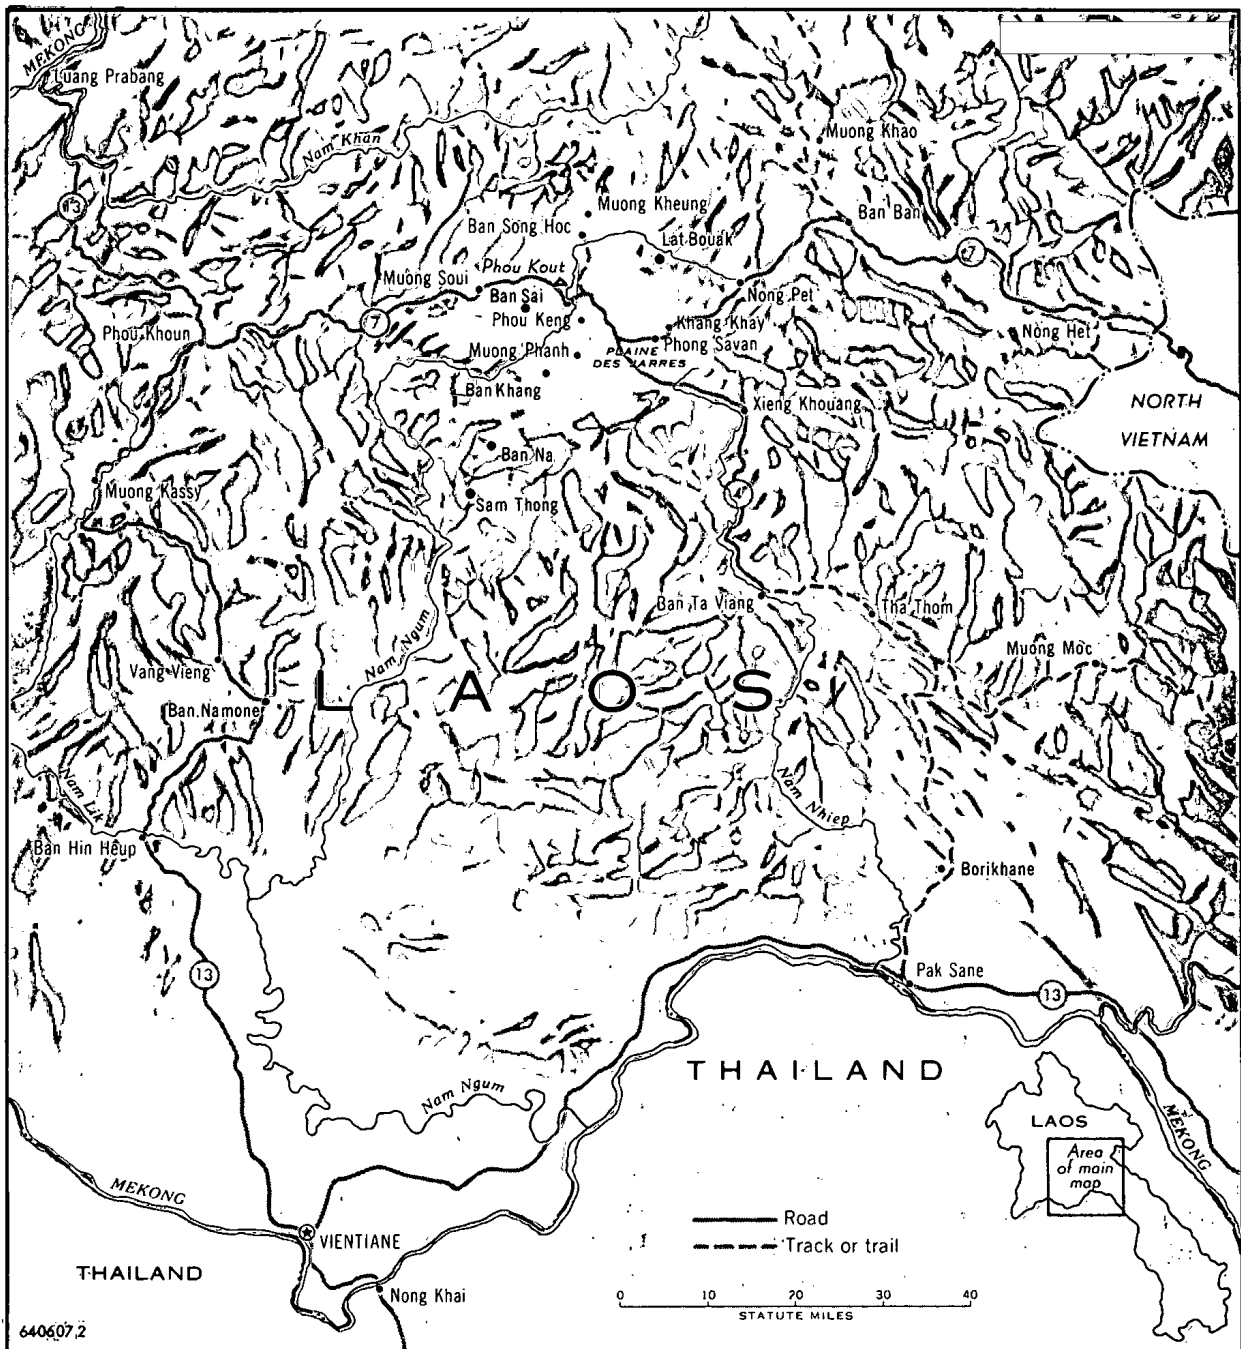 MEKONG
Luang Prabang
Nam Khan
Muong Khao
13
Muong Kheung
Ban Ban
Ban Song Hoc
Lat Bouak
7
Phou Kout
Muong Soui
Ban Sai
Nong Pet
Phou Keng
Khang Khay
Nong Het
7
Phou Khoun
Phong Savan
Muong Phanh
PLAINE
DES JARRES
Ban Khang
Xieng Khouang
NORTH
VIETNAM
Ban Na
Muong Kassy
4
Sam Thong
Ban Ta Viang
Tha Thom
Nam Ngum
Muong Moc
Vang Vieng
LAOS
Ban Namone
Nam Lik
Nam Nhiep
Ban Hin Heup
Borikhane
13
Pak Sane
13
THAILAND
Nam Ngum
LAOS
MEKONG
Area
of main
map
MEKONG
Road
VIENTIANE
Track or trail
THAILAND
Nong Khai
0 10 20 30 40
STATUTE MILES
640607 2